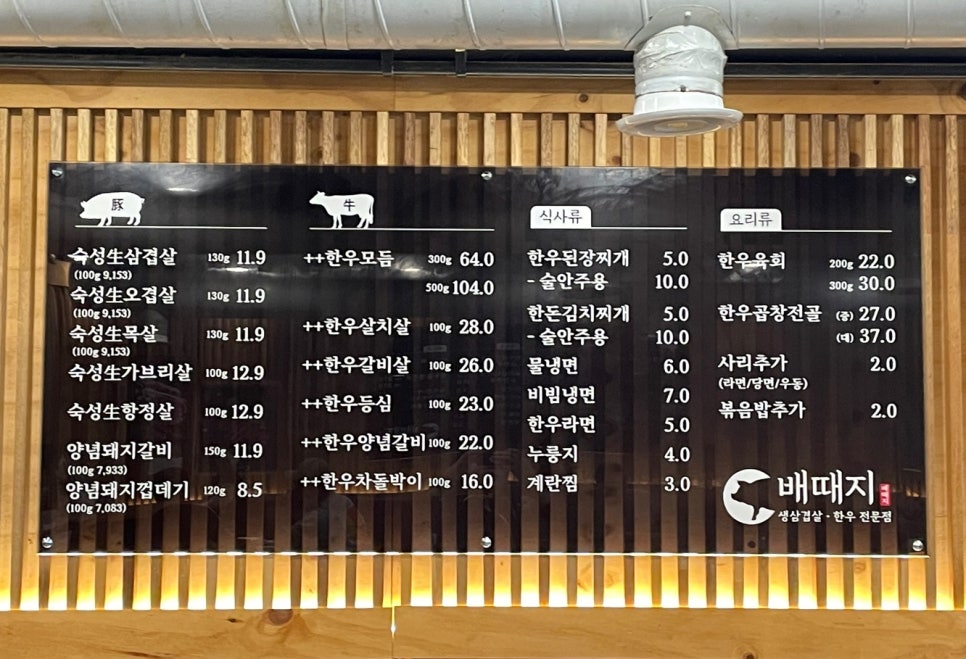 豚
숙성生삼겹살 130g 11.9
(100g 9,153)
숙성生오겹살 130g 11.9
(100g 9,153)
숙성生목살 130g 11.9
(100g 9,153)
숙성生가브리살 100g 12.9
숙성生항정살 100g 12.9
양념돼지갈비 150g 11.9
(100g 7,933)
양념돼지껍데기 120g 8.5
(100g 7,083)
牛
++한우모듬 300g 64.0
500g 104.0
++한우살치살 100g 28.0
++한우갈비살 100g 26.0
++한우등심 100g 23.0
++한우양념갈비 100g 22.0
++한우차돌박이 100g 16.0
식사류
한우된장찌개 5.0
- 술안주용 10.0
한돈김치찌개 5.0
- 술안주용 10.0
물냉면 6.0
비빔냉면 7.0
한우라면 5.0
누룽지 4.0
계란찜 3.0
요리류
한우육회 200g 22.0
300g 30.0
한우곱창전골 (중) 27.0
(대) 37.0
사리추가 2.0
(라면/당면/우동)
볶음밥추가 2.0
배때지 배때지
생삼겹살 - 한우 전문점